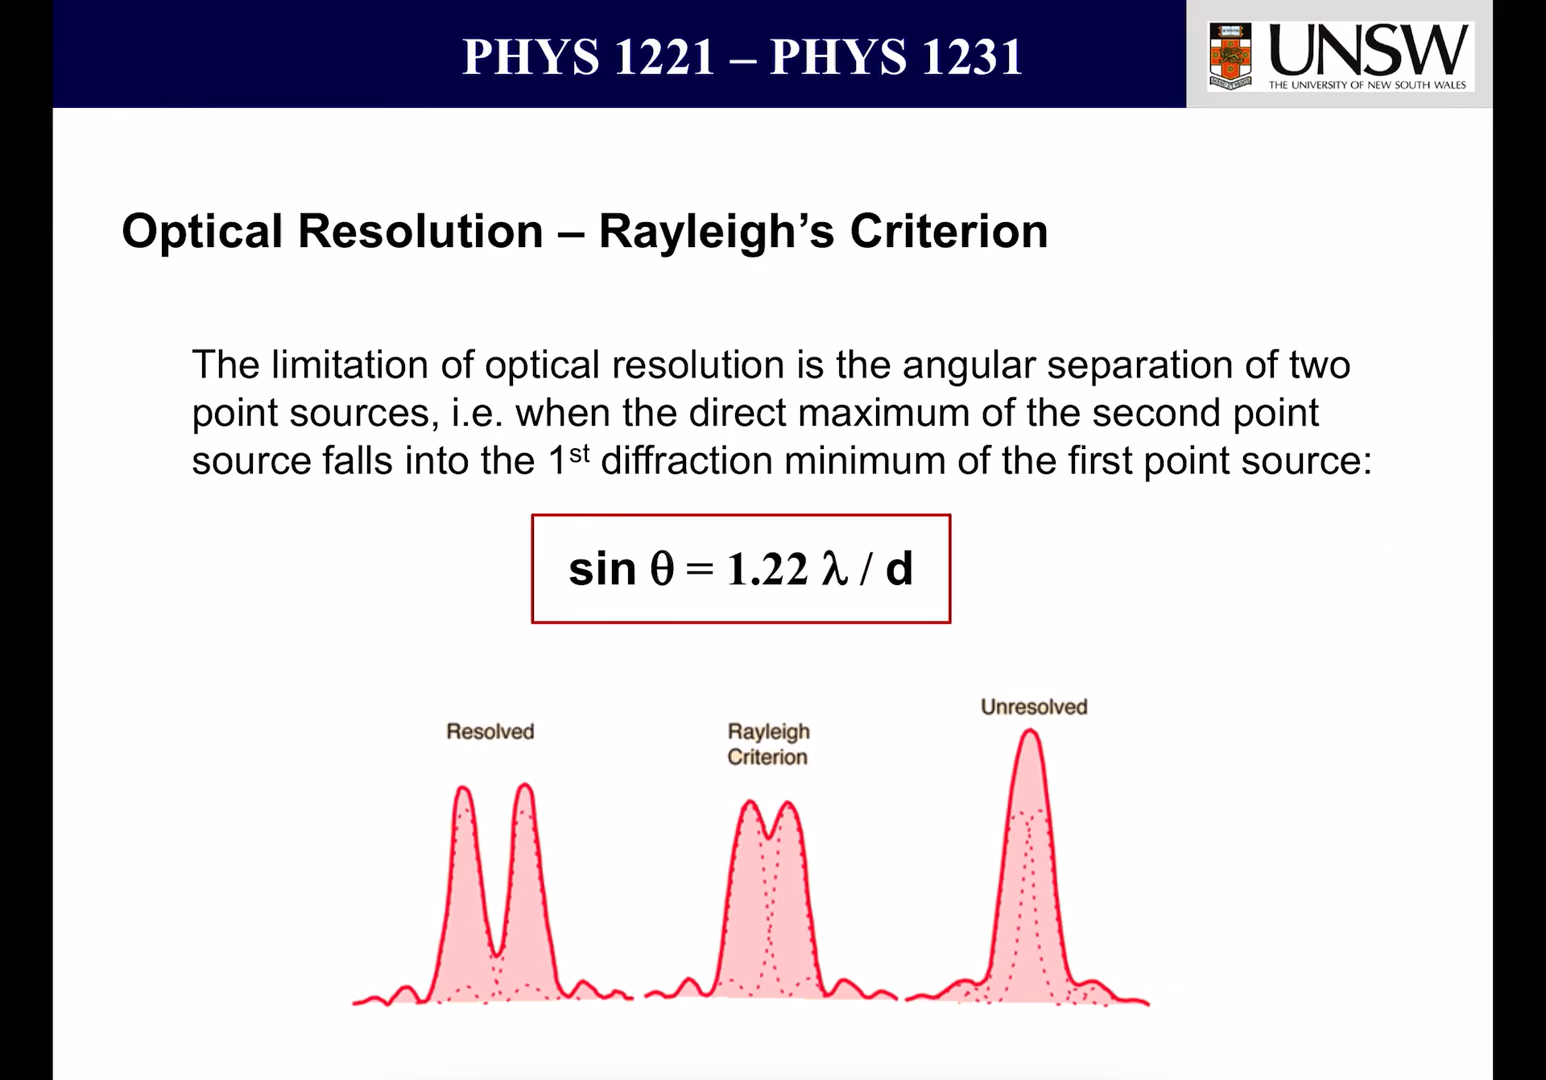 PHYS 1221 – PHYS 1231
UNSW
THE UNIVERSITY OF NEW SOUTH WALES
Optical Resolution – Rayleigh’s Criterion
The limitation of optical resolution is the angular separation of two
point sources, i.e. when the direct maximum of the second point
source falls into the 1st diffraction minimum of the first point source:
sin θ = 1.22 λ / d
Resolved
Rayleigh
Criterion
Unresolved